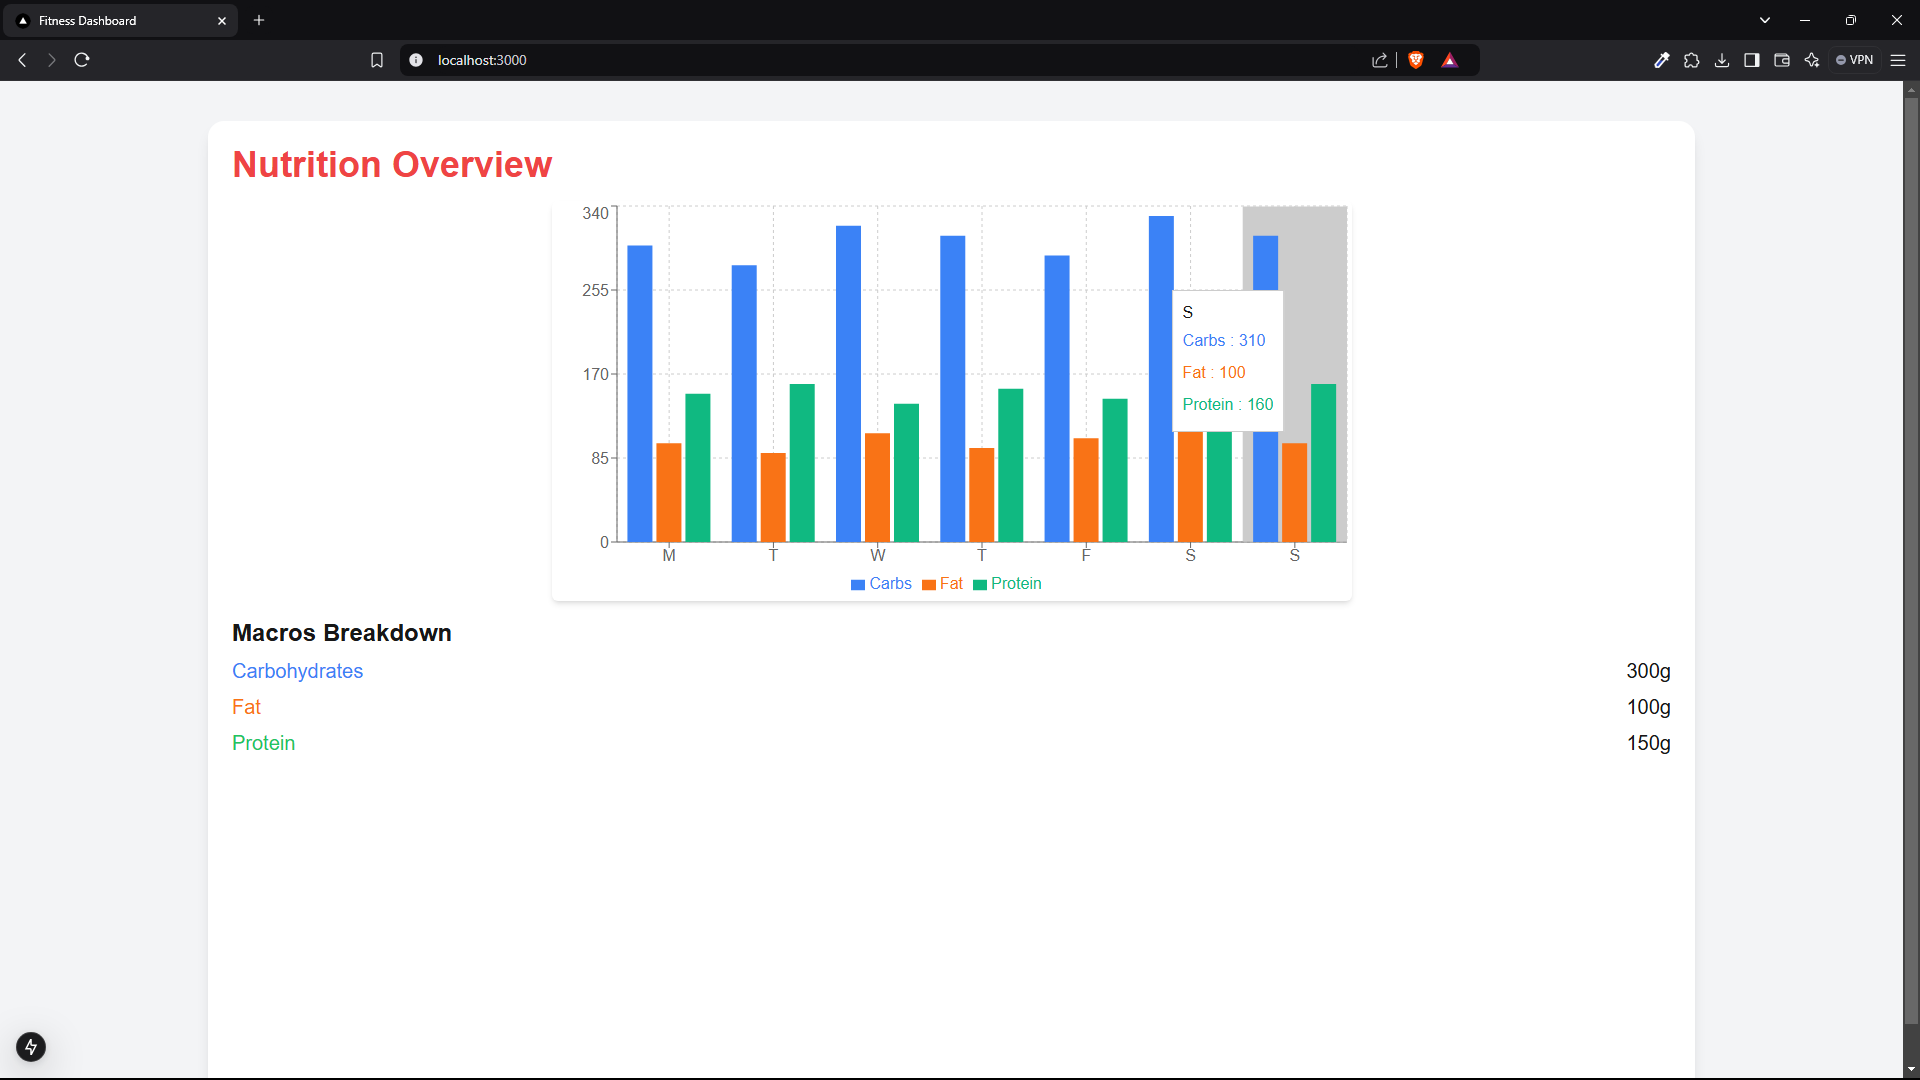 Fitness Dashboard
localhost:3000
VPN
Nutrition Overview
340
255
170
85
0
S
Carbs : 310
Fat : 100
Protein : 160
M T W T F S S
Carbs Fat Protein
Macros Breakdown
Carbohydrates 300g
Fat 100g
Protein 150g